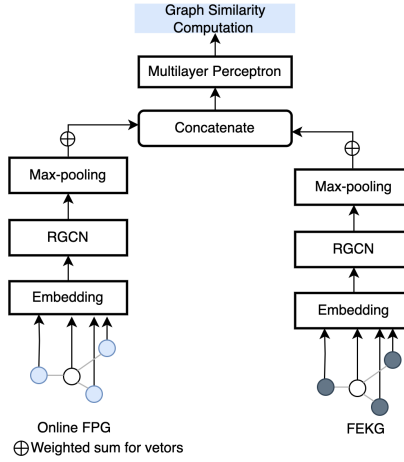 Graph Similarity
Computation
Multilayer Perceptron
Concatenate
Max-pooling
RGCN
Embedding
Online FPG
Max-pooling
RGCN
Embedding
FEKG
⊕Weighted sum for vetors